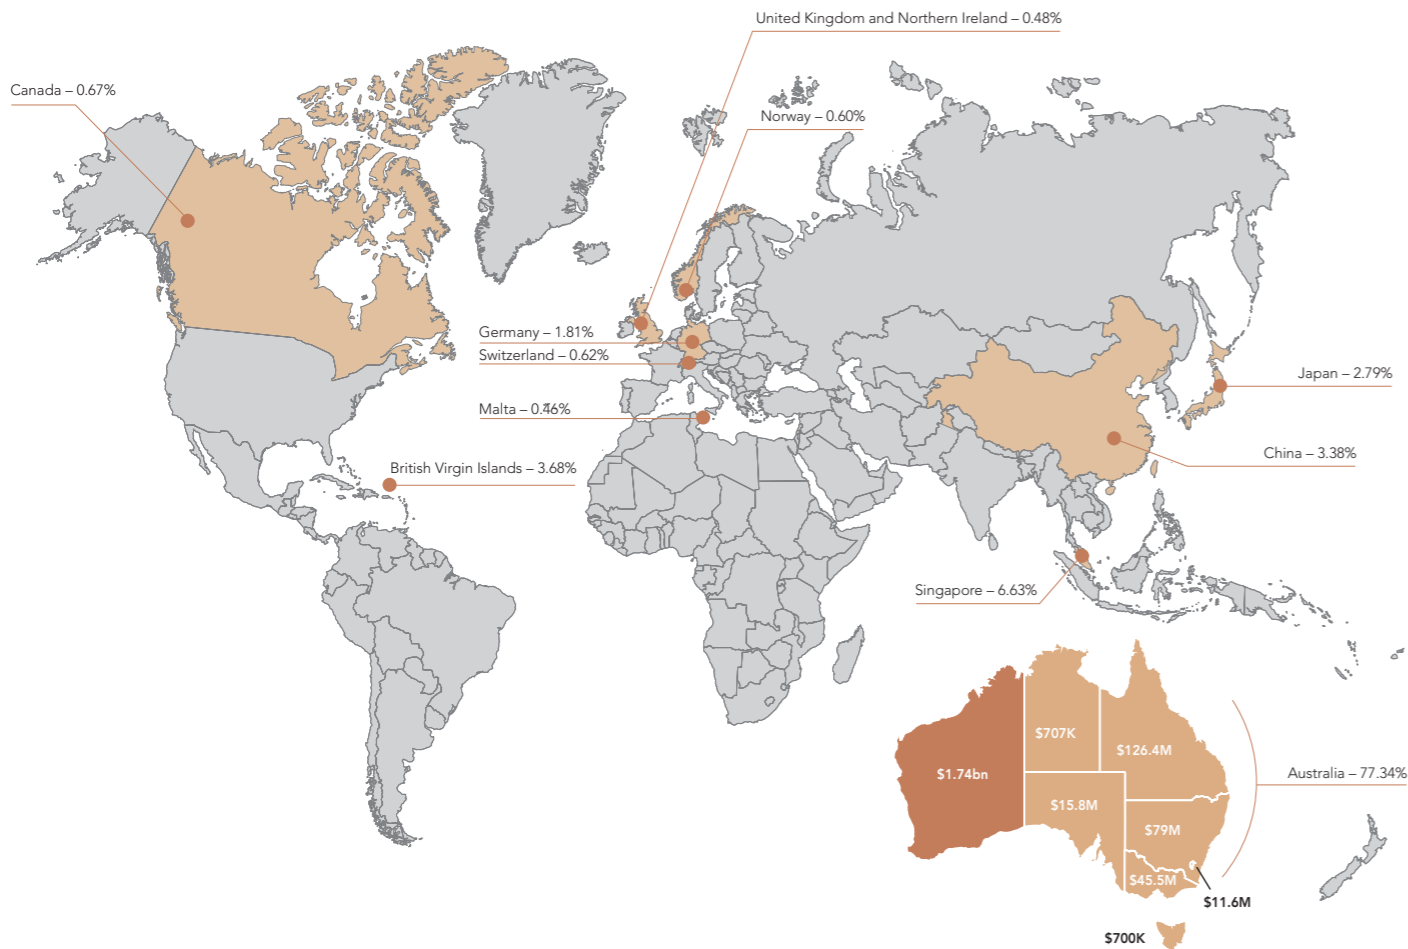 United Kingdom and Northern Ireland – 0.48%
Canada – 0.67%
Norway – 0.60%
Germany – 1.81%
Switzerland – 0.62%
Japan – 2.79%
Malta – 0.46%
China – 3.38%
British Virgin Islands – 3.68%
Singapore – 6.63%
$707K
$126.4M
$1.74bn
Australia – 77.34%
$15.8M
$79M
$45.5M
$11.6M
$700K